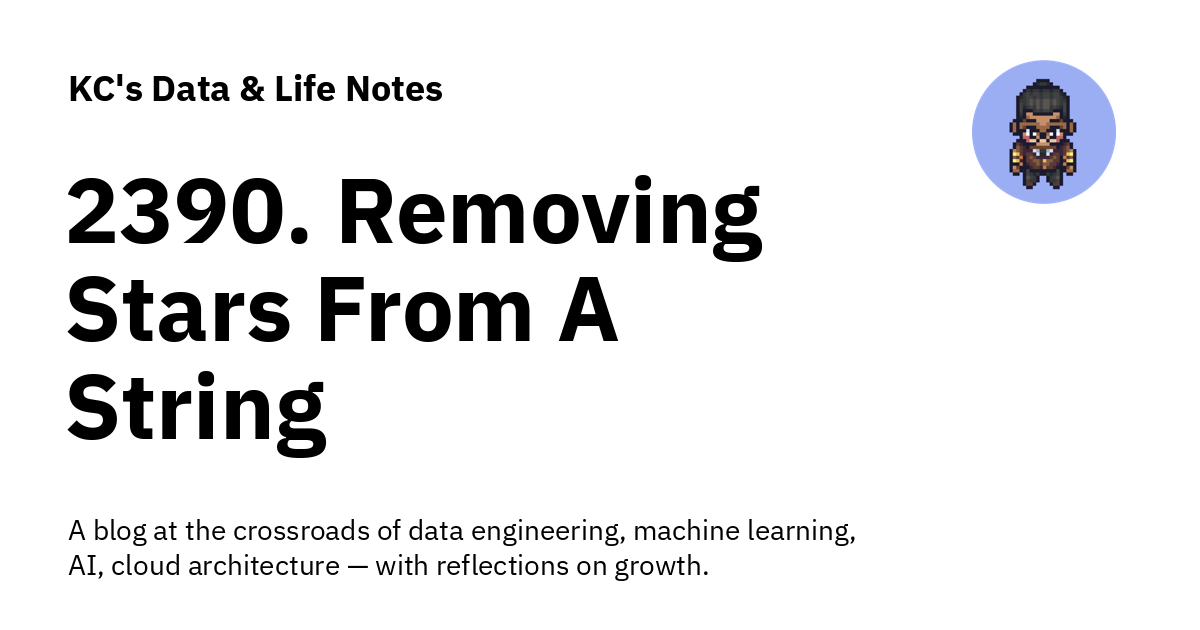 KC's Data & Life Notes
2390. Removing
Stars From A
String
A blog at the crossroads of data engineering, machine learning,
AI, cloud architecture — with reflections on growth.